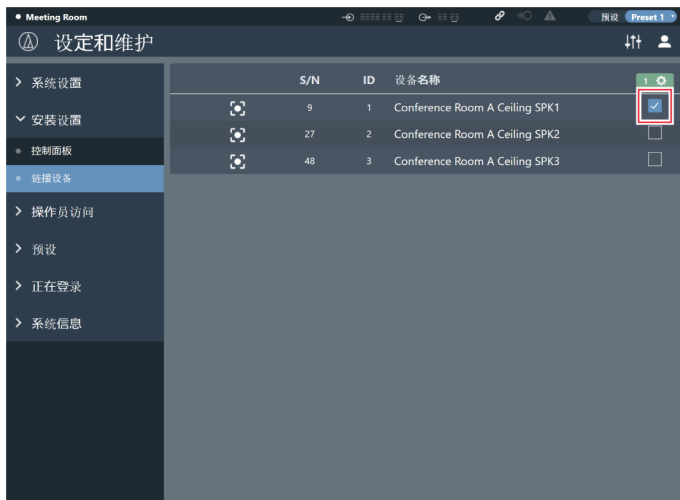 Meeting Room
预设 Preset 1
设定和维护
系统设置
安装设置
控制面板
链接设备
操作员访问
预设
正在登录
系统信息
S/N ID 设备名称 1
9 1 Conference Room A Ceiling SPK1
27 2 Conference Room A Ceiling SPK2
48 3 Conference Room A Ceiling SPK3